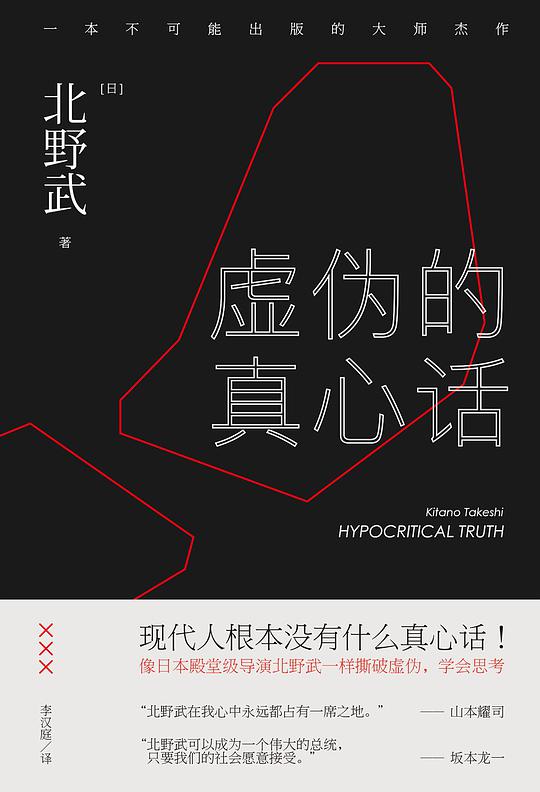 一本不可能出版的大师杰作
[日]
北野武
著
虚伪的
真心话
Kitano Takeshi
HYPOCRITICAL TRUTH
现代人根本没有什么真心话！
像日本殿堂级导演北野武一样撕破虚伪，学会思考
“北野武在我心中永远都占有一席之地。” —— 山本耀司
“北野武可以成为一个伟大的总统，
只要我们的社会愿意接受。” —— 坂本龙一
李汉庭／译